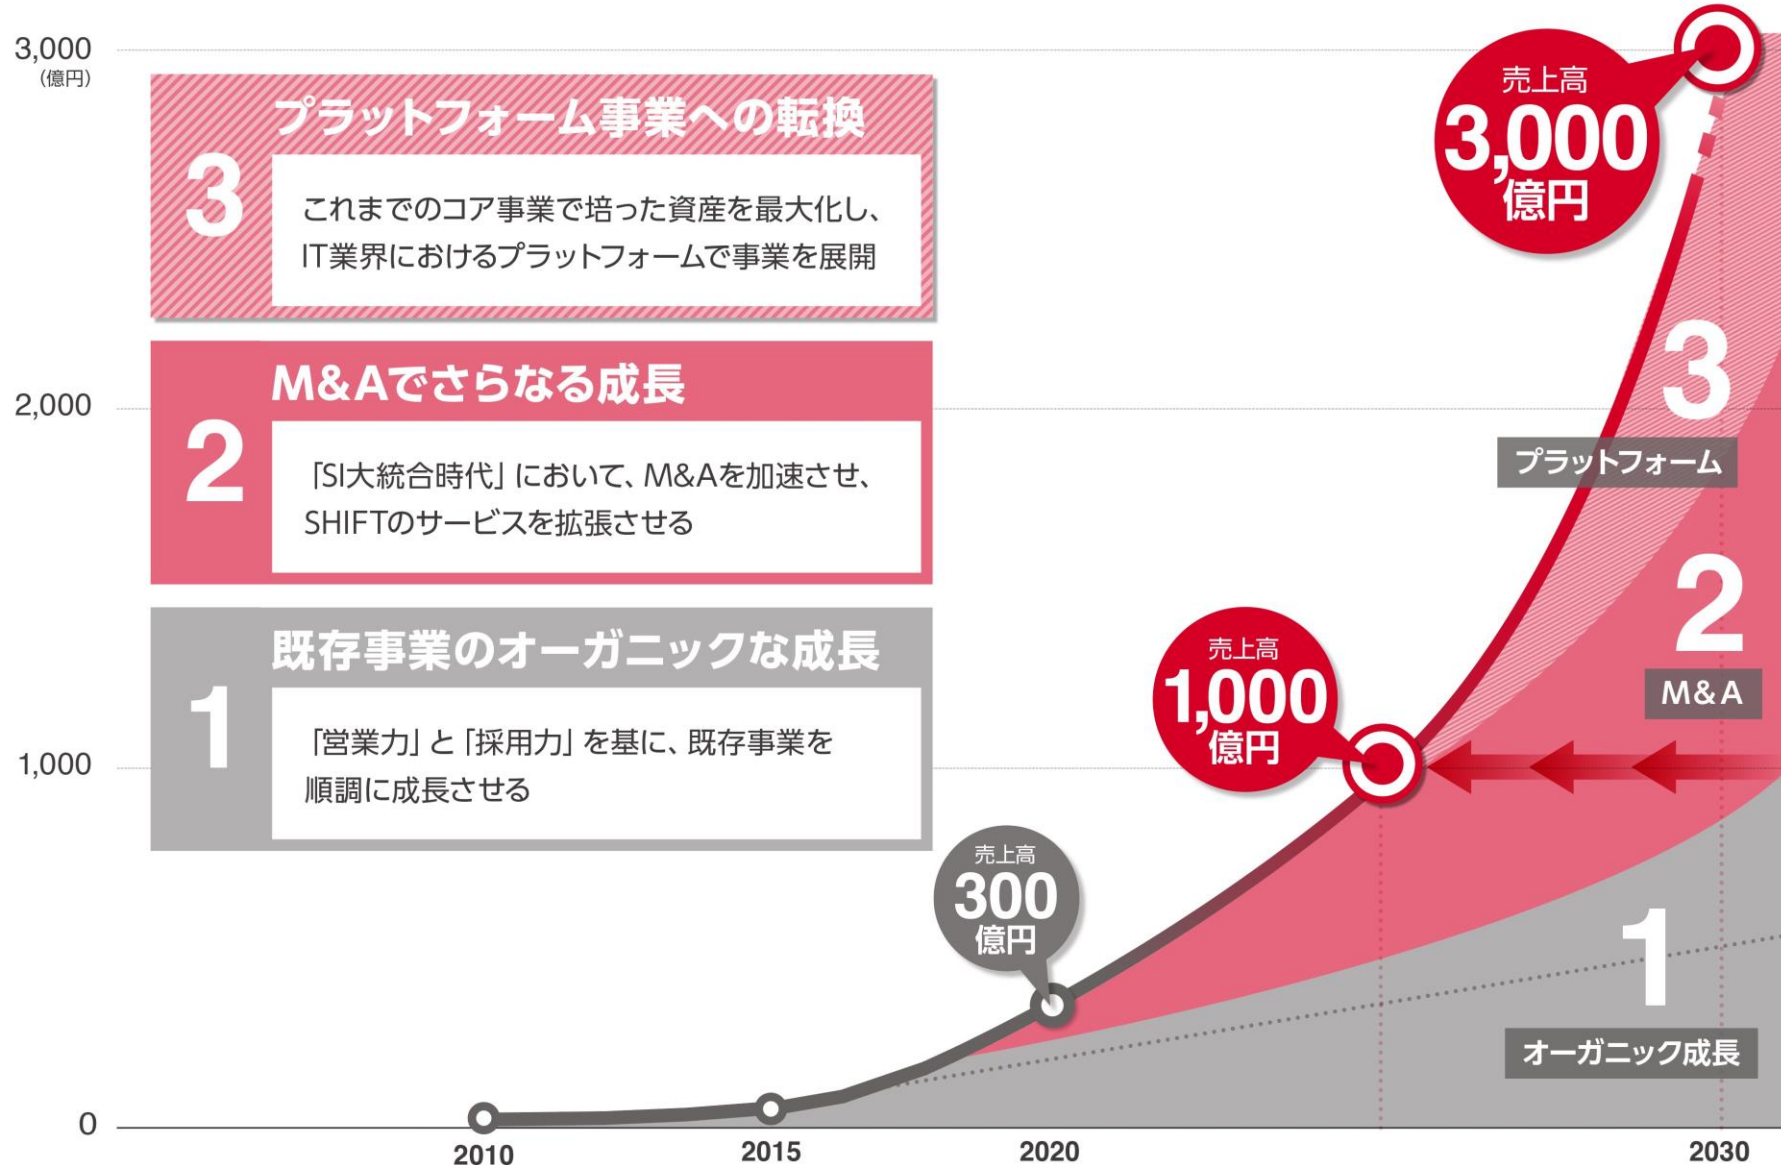 3,000
(億円)
3
プラットフォーム事業への転換
これまでのコア事業で培った資産を最大化し、
IT業界におけるプラットフォームで事業を展開
2,000
2
M&Aでさらなる成長
「SI大統合時代」において、M&Aを加速させ、
SHIFTのサービスを拡張させる
1,000
1
既存事業のオーガニックな成長
「営業力」と「採用力」を基に、既存事業を
順調に成長させる
0
売上高
3,000
億円
売上高
1,000
億円
売上高
300
億円
3
プラットフォーム
2
M&A
1
オーガニック成長
2010
2015
2020
2030